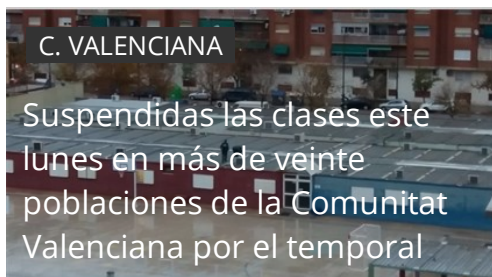 C. VALENCIANA
Suspendidas las clases este
lunes en más de veinte
poblaciones de la Comunitat
Valenciana por el temporal